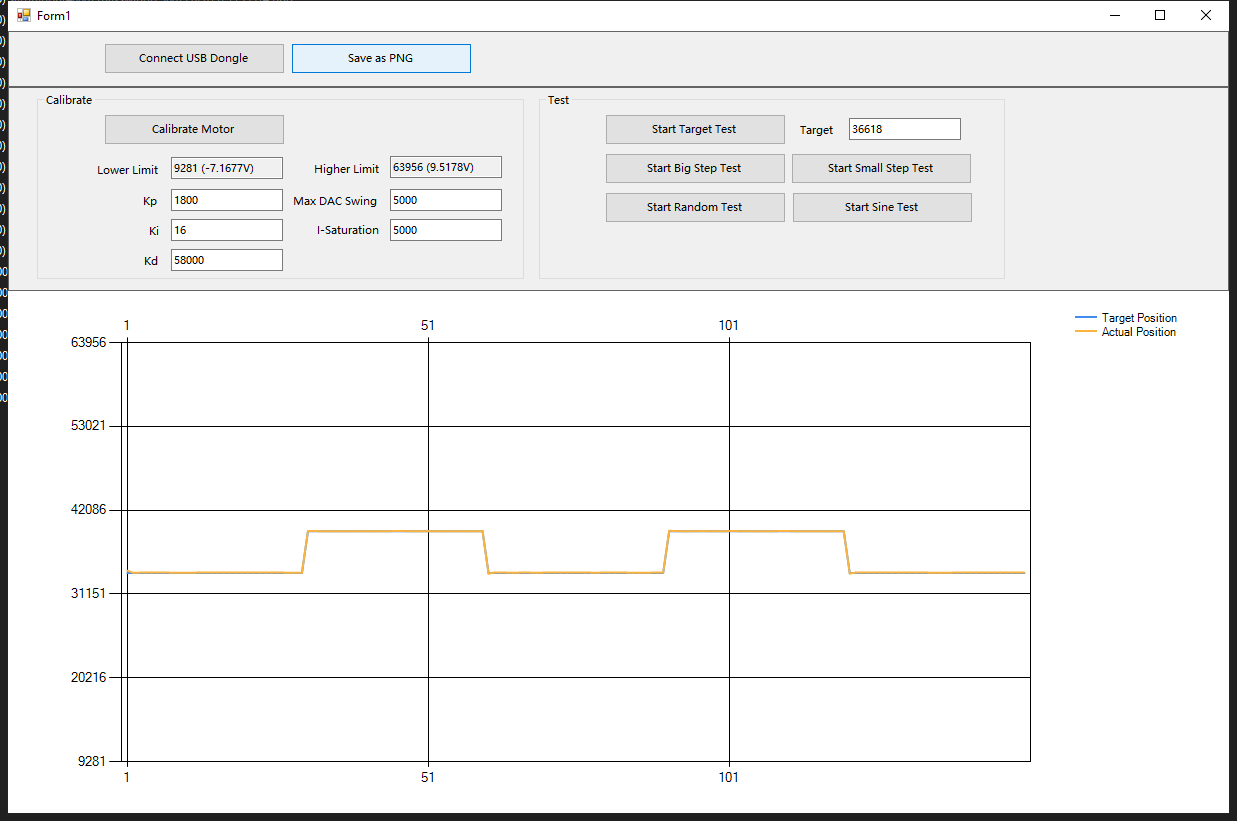 Form1
Connect USB Dongle Save as PNG
Calibrate
Test
Calibrate Motor
Start Target Test Target 36618
Lower Limit 9281 (-7.1677V) Higher Limit 63956 (9.5178V)
Start Big Step Test Start Small Step Test
Kp 1800 Max DAC Swing 5000
Start Random Test Start Sine Test
Ki 16 I-Saturation 5000
Kd 58000
Target Position
Actual Position
1 51 101
63956
53021
42086
31151
20216
9281
1 51 101